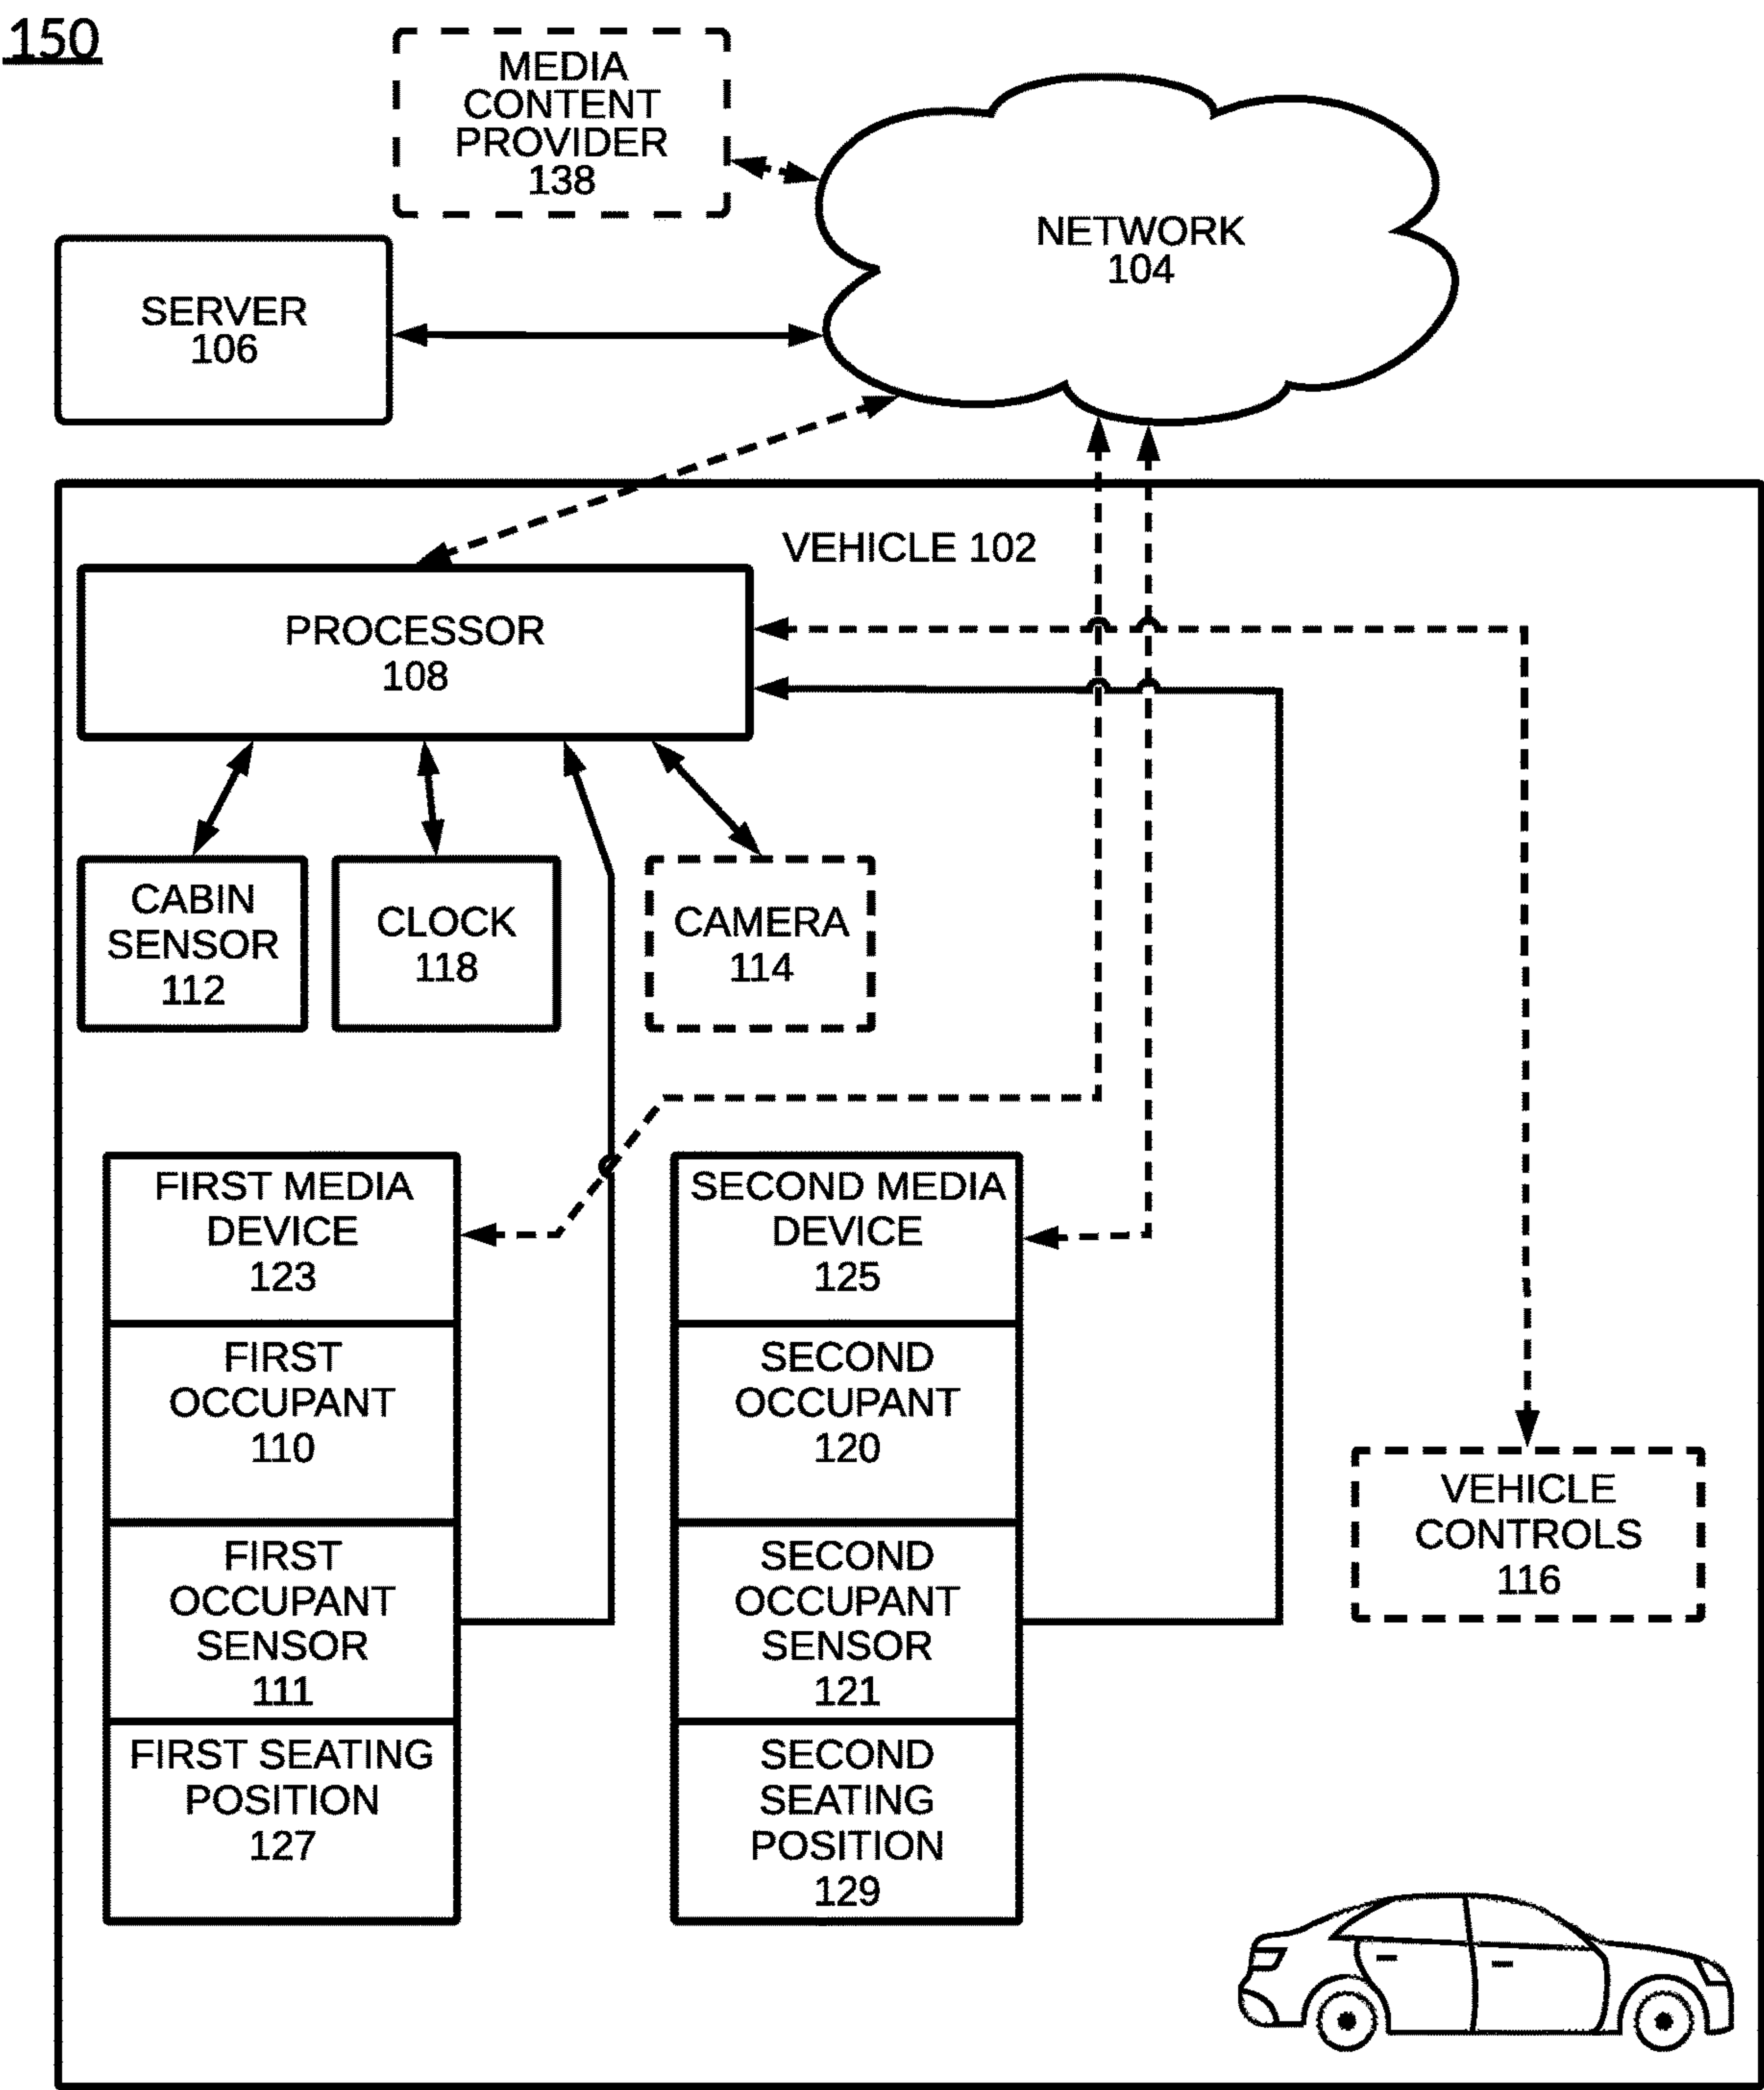 150
MEDIA
CONTENT
PROVIDER
138
NETWORK
104
SERVER
106
VEHICLE 102
PROCESSOR
108
CABIN
SENSOR
112
CLOCK
118
CAMERA
114
FIRST MEDIA
DEVICE
123
FIRST
OCCUPANT
110
FIRST
OCCUPANT
SENSOR
111
FIRST SEATING
POSITION
127
SECOND MEDIA
DEVICE
125
SECOND
OCCUPANT
120
SECOND
OCCUPANT
SENSOR
121
SECOND
SEATING
POSITION
129
VEHICLE
CONTROLS
116